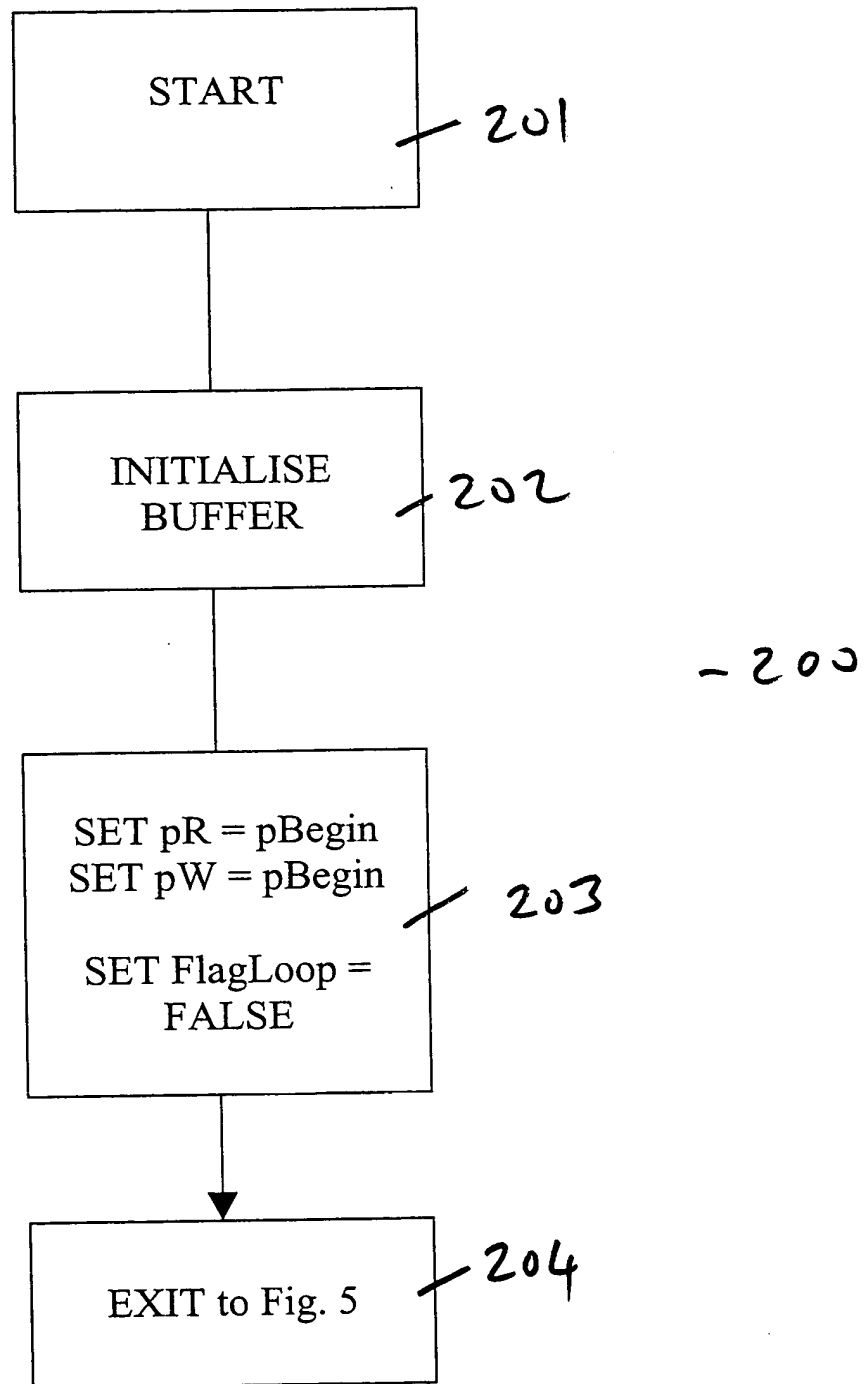 START
201
INITIALISE
BUFFER
202
- 200
SET pR = pBegin
SET pW = pBegin
203
SET FlagLoop =
FALSE
EXIT to Fig. 5
204